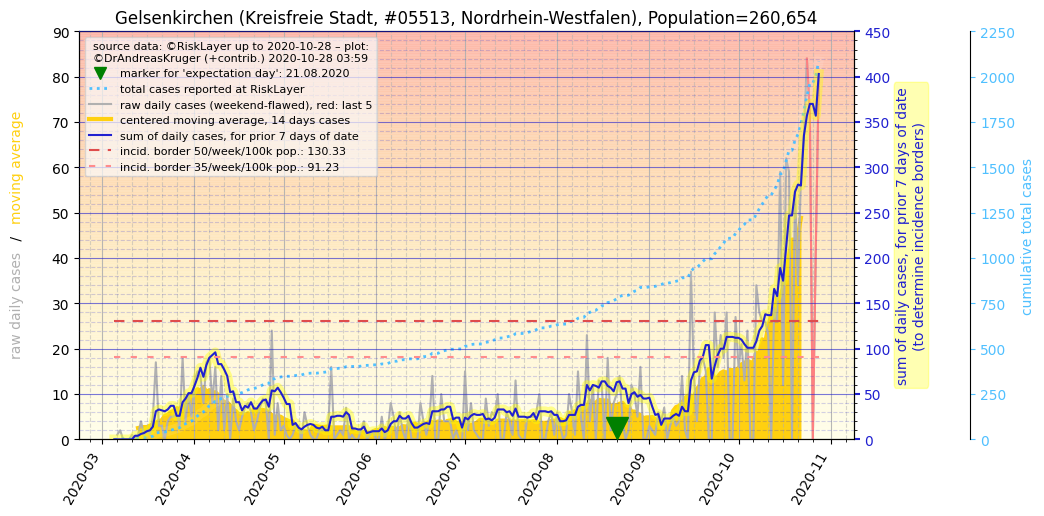 Gelsenkirchen (Kreisfreie Stadt, #05513, Nordrhein-Westfalen), Population=260,654
source data: ©RiskLayer up to 2020-10-28 – plot:
©DrAndreasKruger (+contrib.) 2020-10-28 03:59
marker for 'expectation day': 21.08.2020
total cases reported at RiskLayer
raw daily cases (weekend-flawed), red: last 5
centered moving average, 14 days cases
sum of daily cases, for prior 7 days of date
incid. border 50/week/100k pop.: 130.33
incid. border 35/week/100k pop.: 91.23
raw daily cases / moving average
90
80
70
60
50
40
30
20
10
0
2020-03
2020-04
2020-05
2020-06
2020-07
2020-08
2020-09
2020-10
2020-11
450
400
350
300
250
200
150
100
50
0
sum of daily cases, for prior 7 days of date
(to determine incidence borders)
2250
2000
1750
1500
1250
1000
750
500
250
0
cumulative total cases